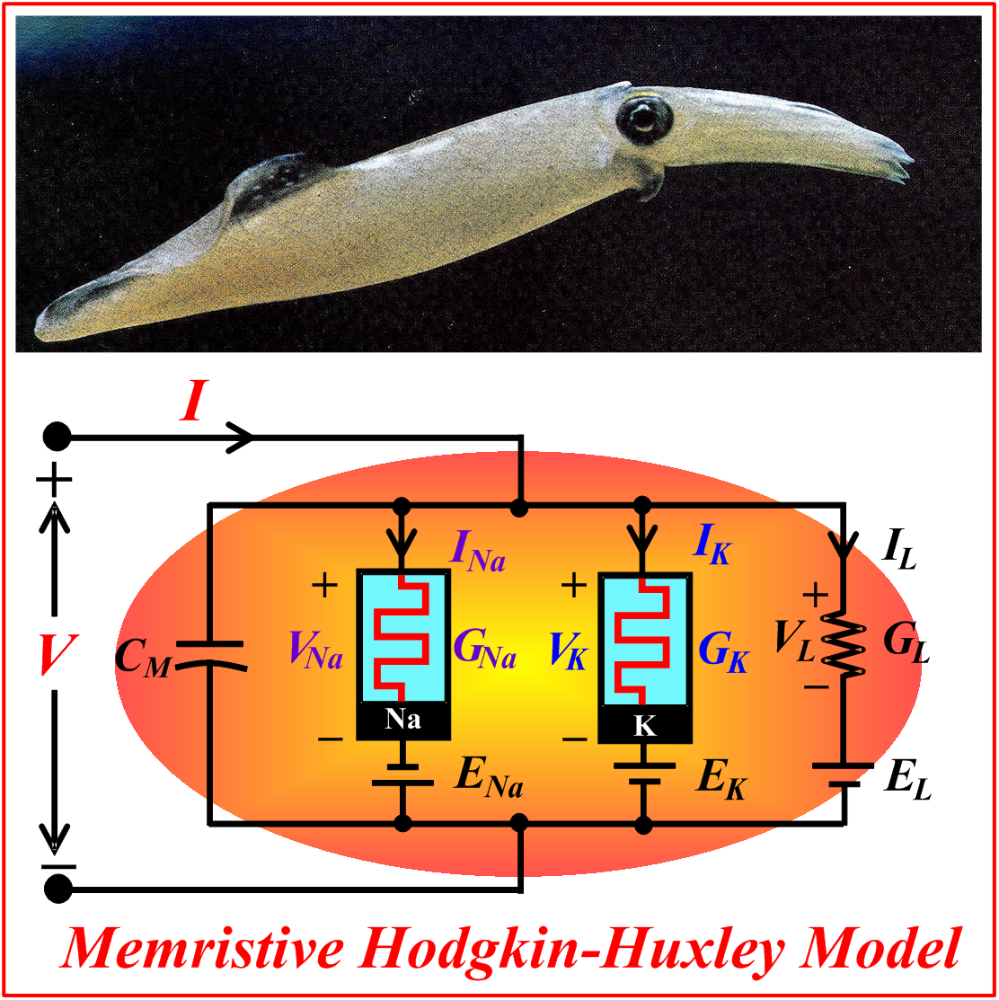 I
+
I_Na
I_K
I_L
+
+
+
V
C_M
V_Na
G_Na
V_K
G_K
V_L
G_L
−
Na
K
−
−
E_Na
E_K
E_L
−
Memristive Hodgkin-Huxley Model